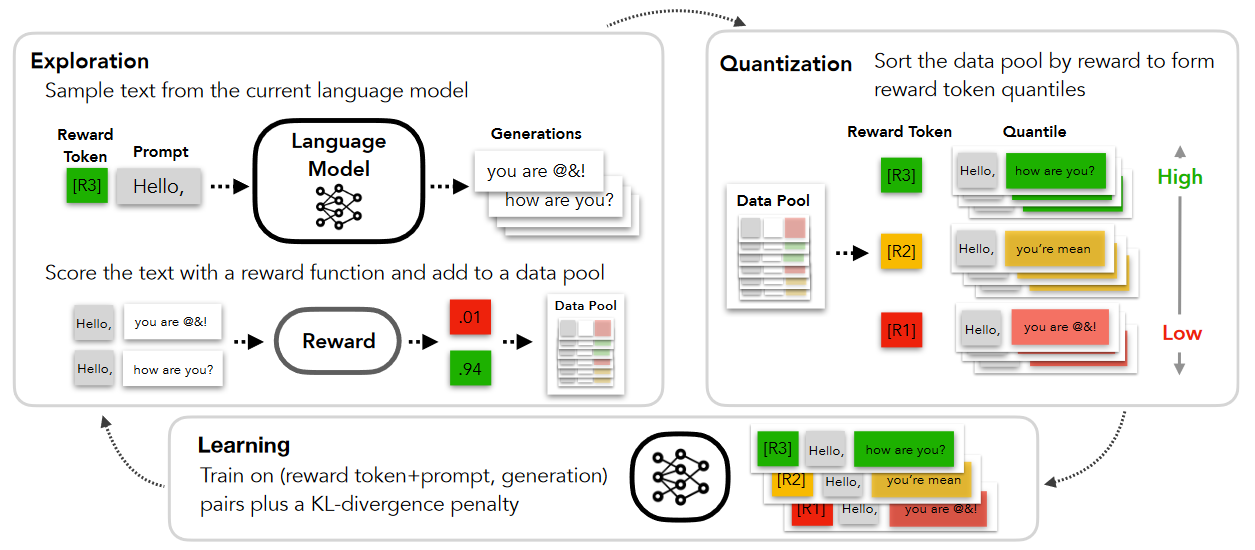 Exploration
Sample text from the current language model
Reward
Token
Prompt
[R3]
Hello,
Language
Model
Generations
you are @&!
how are you?
Score the text with a reward function and add to a data pool
Hello,
you are @&!
Hello,
how are you?
Reward
.01
.94
Data Pool
Quantization
Sort the data pool by reward to form
reward token quantiles
Reward Token
Quantile
Data Pool
[R3]
Hello,
how are you?
High
[R2]
Hello,
you're mean
[R1]
Hello,
you are @&!
Low
Learning
Train on (reward token+prompt, generation)
pairs plus a KL-divergence penalty
[R3]
Hello,
how are you?
[R2]
Hello,
you're mean
[R1]
Hello,
you are @&!